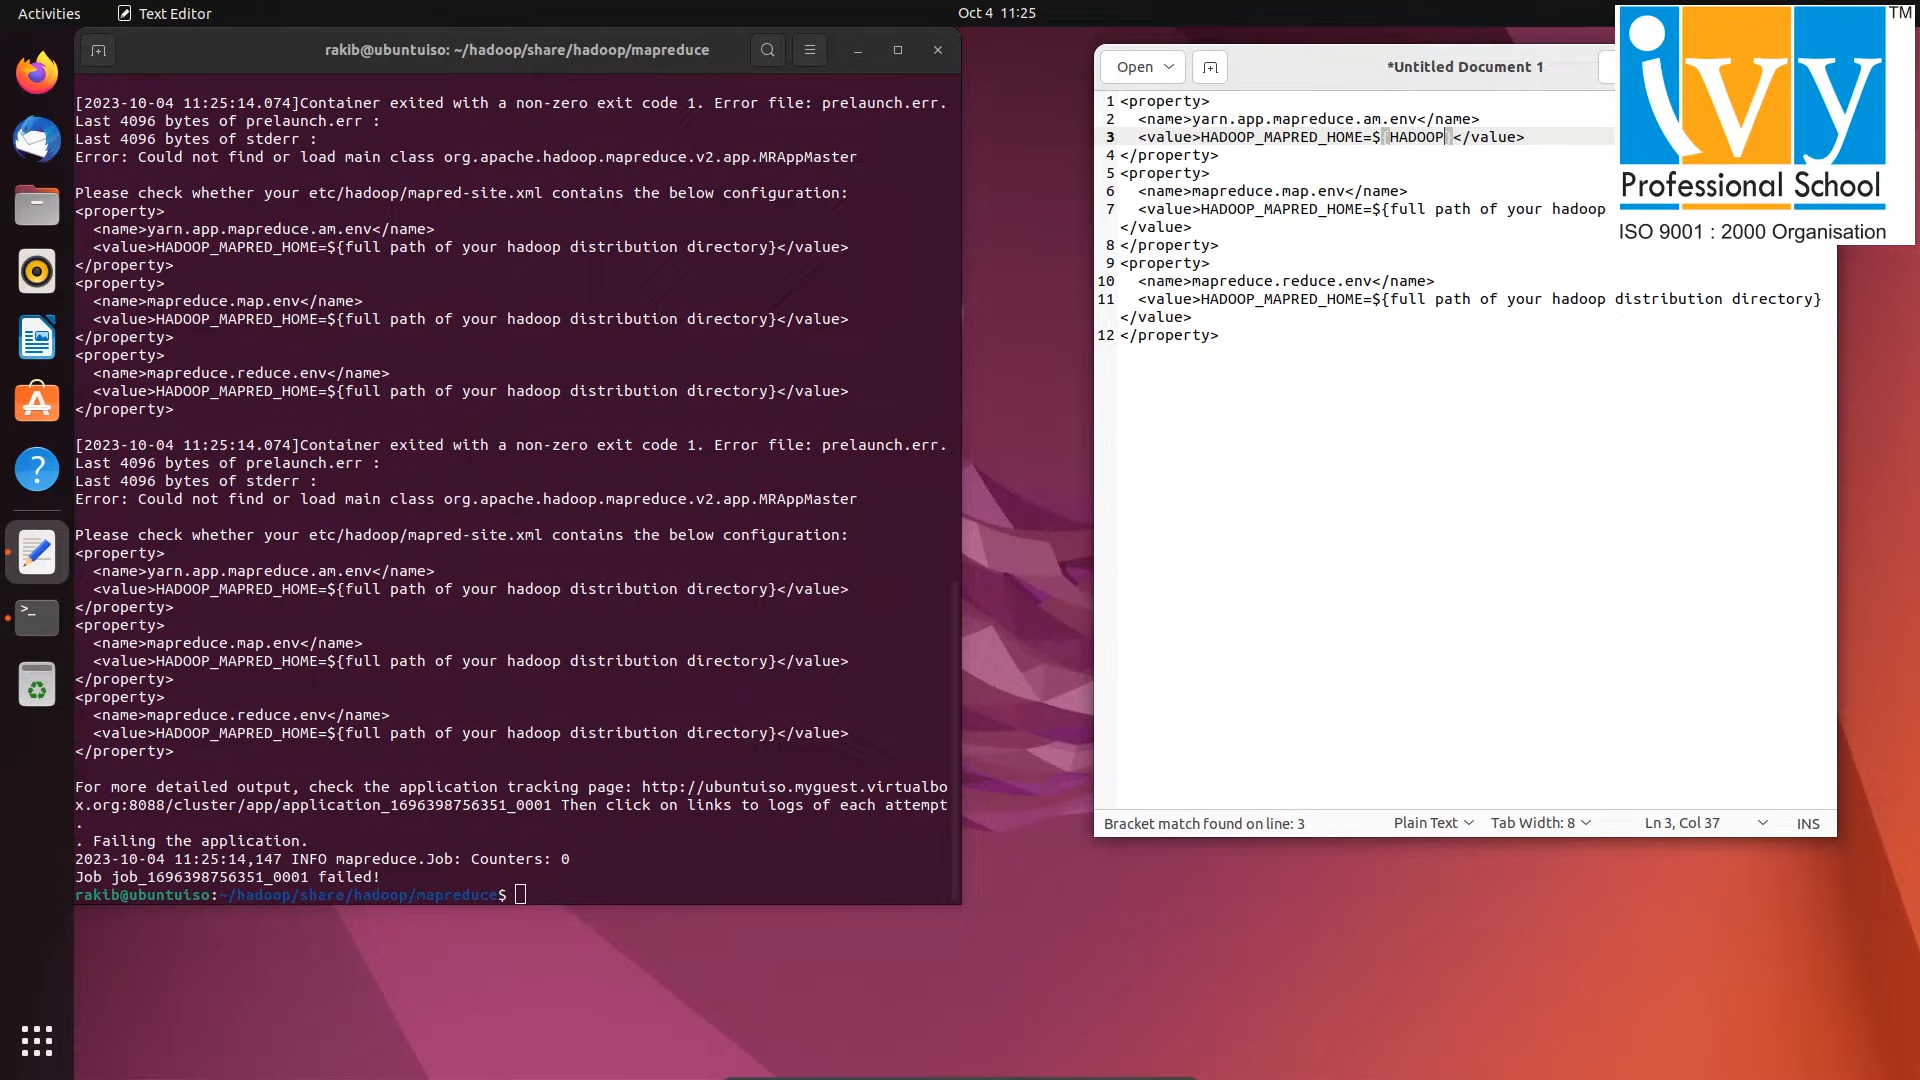 Activities
Text Editor
Oct 4 11:25
rakib@ubuntuiso: ~/hadoop/share/hadoop/mapreduce
[2023-10-04 11:25:14.074]Container exited with a non-zero exit code 1. Error file: prelaunch.err.
Last 4096 bytes of prelaunch.err :
Last 4096 bytes of stderr :
Error: Could not find or load main class org.apache.hadoop.mapreduce.v2.app.MRAppMaster
Please check whether your etc/hadoop/mapred-site.xml contains the below configuration:
<property>
<name>yarn.app.mapreduce.am.env</name>
<value>HADOOP_MAPRED_HOME=${full path of your hadoop distribution directory}</value>
</property>
<property>
<name>mapreduce.map.env</name>
<value>HADOOP_MAPRED_HOME=${full path of your hadoop distribution directory}</value>
</property>
<property>
<name>mapreduce.reduce.env</name>
<value>HADOOP_MAPRED_HOME=${full path of your hadoop distribution directory}</value>
</property>
[2023-10-04 11:25:14.074]Container exited with a non-zero exit code 1. Error file: prelaunch.err.
Last 4096 bytes of prelaunch.err :
Last 4096 bytes of stderr :
Error: Could not find or load main class org.apache.hadoop.mapreduce.v2.app.MRAppMaster
Please check whether your etc/hadoop/mapred-site.xml contains the below configuration:
<property>
<name>yarn.app.mapreduce.am.env</name>
<value>HADOOP_MAPRED_HOME=${full path of your hadoop distribution directory}</value>
</property>
<property>
<name>mapreduce.map.env</name>
<value>HADOOP_MAPRED_HOME=${full path of your hadoop distribution directory}</value>
</property>
<property>
<name>mapreduce.reduce.env</name>
<value>HADOOP_MAPRED_HOME=${full path of your hadoop distribution directory}</value>
</property>
For more detailed output, check the application tracking page: http://ubuntuiso.myguest.virtualbo
x.org:8088/cluster/app/application_1696398756351_0001 Then click on links to logs of each attempt
.
. Failing the application.
2023-10-04 11:25:14,147 INFO mapreduce.Job: Counters: 0
Job job_1696398756351_0001 failed!
rakib@ubuntuiso:~/hadoop/share/hadoop/mapreduce$
Open
*Untitled Document 1
1 <property>
2 <name>yarn.app.mapreduce.am.env</name>
3 <value>HADOOP_MAPRED_HOME=${HADOOP}</value>
4 </property>
5 <property>
6 <name>mapreduce.map.env</name>
7 <value>HADOOP_MAPRED_HOME=${full path of your hadoop
</value>
8 </property>
9 <property>
10 <name>mapreduce.reduce.env</name>
11 <value>HADOOP_MAPRED_HOME=${full path of your hadoop distribution directory}
</value>
12 </property>
Bracket match found on line: 3
Plain Text
Tab Width: 8
Ln 3, Col 37
INS
ivy
TM
Professional School
ISO 9001 : 2000 Organisation